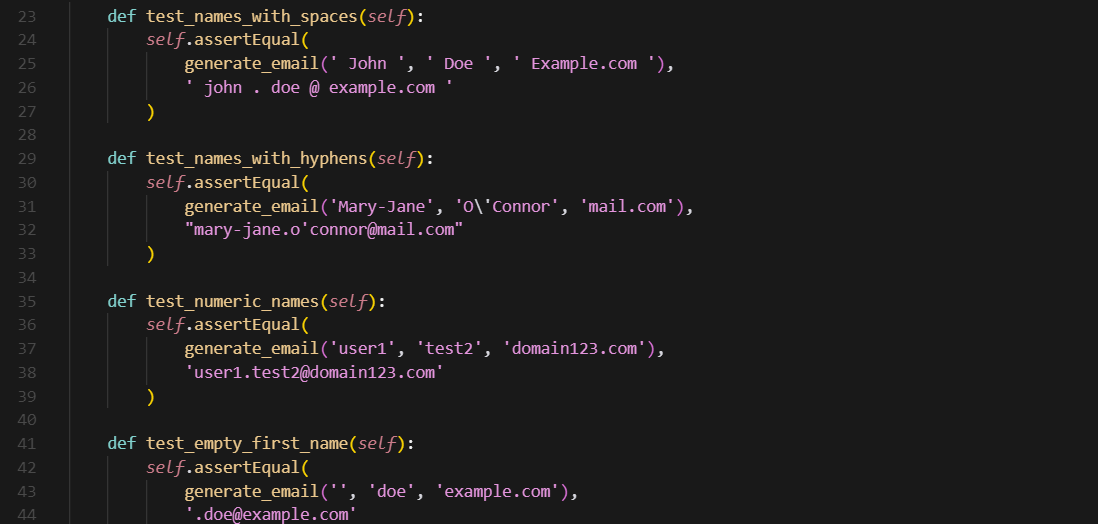 23 def test_names_with_spaces(self):
24 self.assertEqual(
25 generate_email(' John ', ' Doe ', ' Example.com '),
26 ' john . doe @ example.com '
27 )
28
29 def test_names_with_hyphens(self):
30 self.assertEqual(
31 generate_email('Mary-Jane', 'O\'Connor', 'mail.com'),
32 "mary-jane.o'connor@mail.com"
33 )
34
35 def test_numeric_names(self):
36 self.assertEqual(
37 generate_email('user1', 'test2', 'domain123.com'),
38 'user1.test2@domain123.com'
39 )
40
41 def test_empty_first_name(self):
42 self.assertEqual(
43 generate_email('', 'doe', 'example.com'),
44 '.doe@example.com'